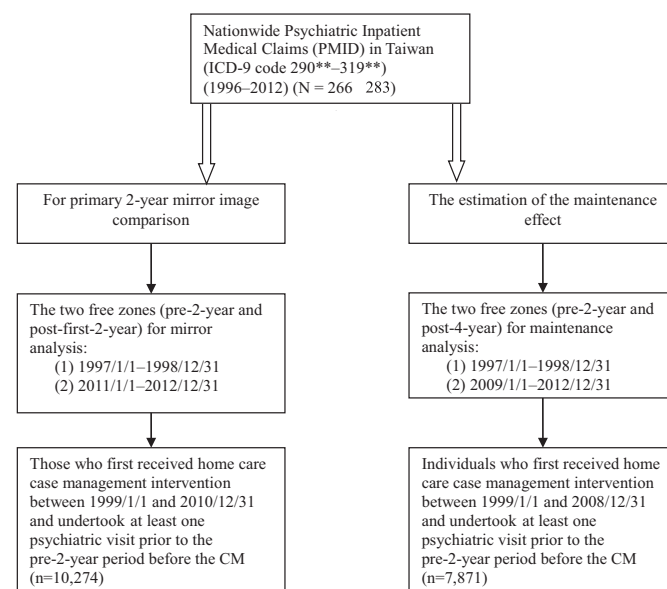 Nationwide Psychiatric Inpatient
Medical Claims (PMID) in Taiwan
(ICD-9 code 290**–319**)
(1996–2012) (N = 266 283)
For primary 2-year mirror image
comparison
The estimation of the maintenance
effect
The two free zones (pre-2-year and
post-first-2-year) for mirror
analysis:
(1) 1997/1/1–1998/12/31
(2) 2011/1/1–2012/12/31
The two free zones (pre-2-year and
post-4-year) for maintenance
analysis:
(1) 1997/1/1–1998/12/31
(2) 2009/1/1–2012/12/31
Those who first received home care
case management intervention
between 1999/1/1 and 2010/12/31
and undertook at least one
psychiatric visit prior to the
pre-2-year period before the CM
(n=10,274)
Individuals who first received home
care case management intervention
between 1999/1/1 and 2008/12/31
and undertook at least one
psychiatric visit prior to the
pre-2-year period before the CM
(n=7,871)